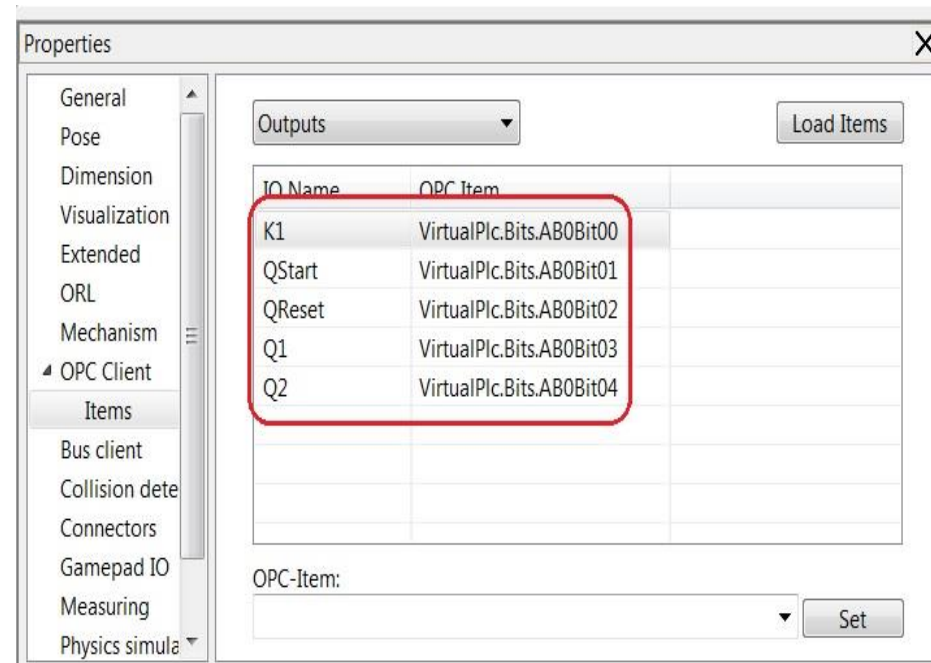 Properties
General
Pose
Dimension
Visualization
Extended
ORL
Mechanism
OPC Client
Items
Bus client
Collision dete
Connectors
Gamepad IO
Measuring
Physics simula
Outputs
Load Items
IO Name OPC Item
K1 VirtualPlc.Bits.AB0Bit00
QStart VirtualPlc.Bits.AB0Bit01
QReset VirtualPlc.Bits.AB0Bit02
Q1 VirtualPlc.Bits.AB0Bit03
Q2 VirtualPlc.Bits.AB0Bit04
OPC-Item:
Set